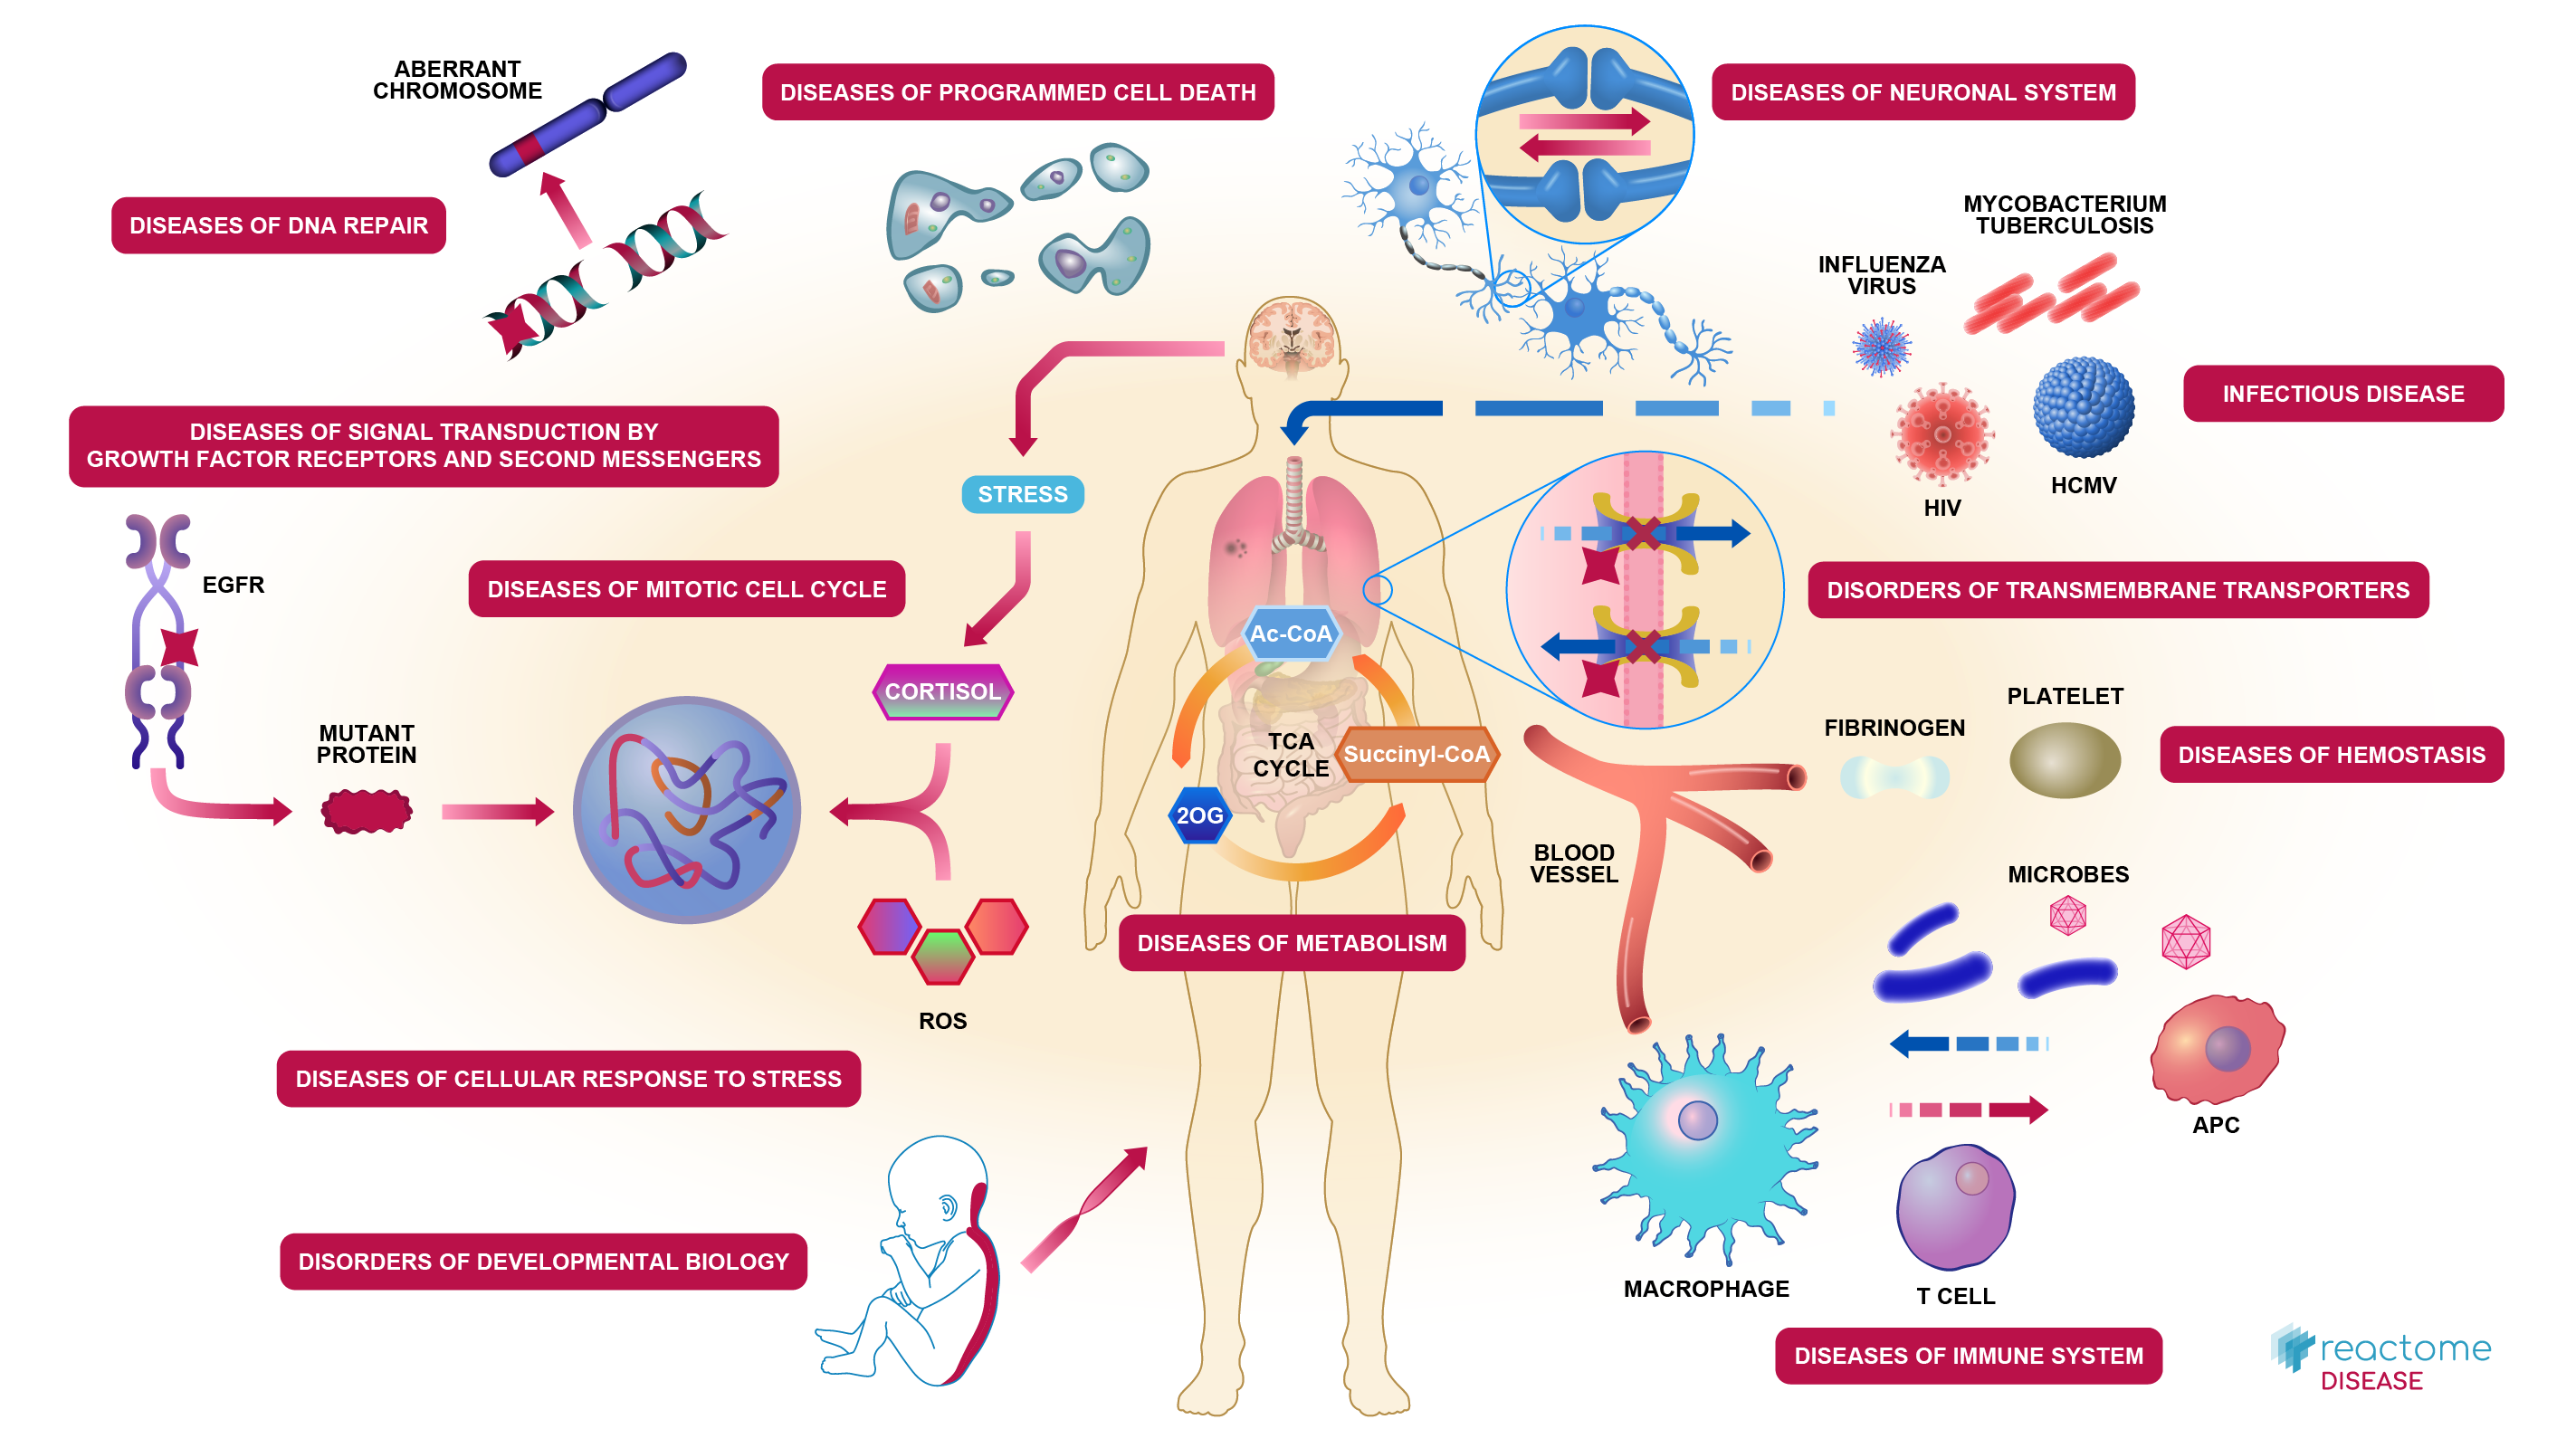 ABERRANT
CHROMOSOME
DISEASES OF PROGRAMMED CELL DEATH
DISEASES OF NEURONAL SYSTEM
DISEASES OF DNA REPAIR
MYCOBACTERIUM
TUBERCULOSIS
INFLUENZA
VIRUS
INFECTIOUS DISEASE
HCMV
HIV
DISEASES OF SIGNAL TRANSDUCTION BY
GROWTH FACTOR RECEPTORS AND SECOND MESSENGERS
STRESS
EGFR
DISEASES OF MITOTIC CELL CYCLE
DISORDERS OF TRANSMEMBRANE TRANSPORTERS
Ac-CoA
CORTISOL
PLATELET
FIBRINOGEN
DISEASES OF HEMOSTASIS
MUTANT
PROTEIN
TCA
CYCLE
Succinyl-CoA
2OG
BLOOD
VESSEL
MICROBES
DISEASES OF METABOLISM
ROS
DISEASES OF CELLULAR RESPONSE TO STRESS
APC
DISORDERS OF DEVELOPMENTAL BIOLOGY
MACROPHAGE
T CELL
DISEASES OF IMMUNE SYSTEM
reactome
DISEASE